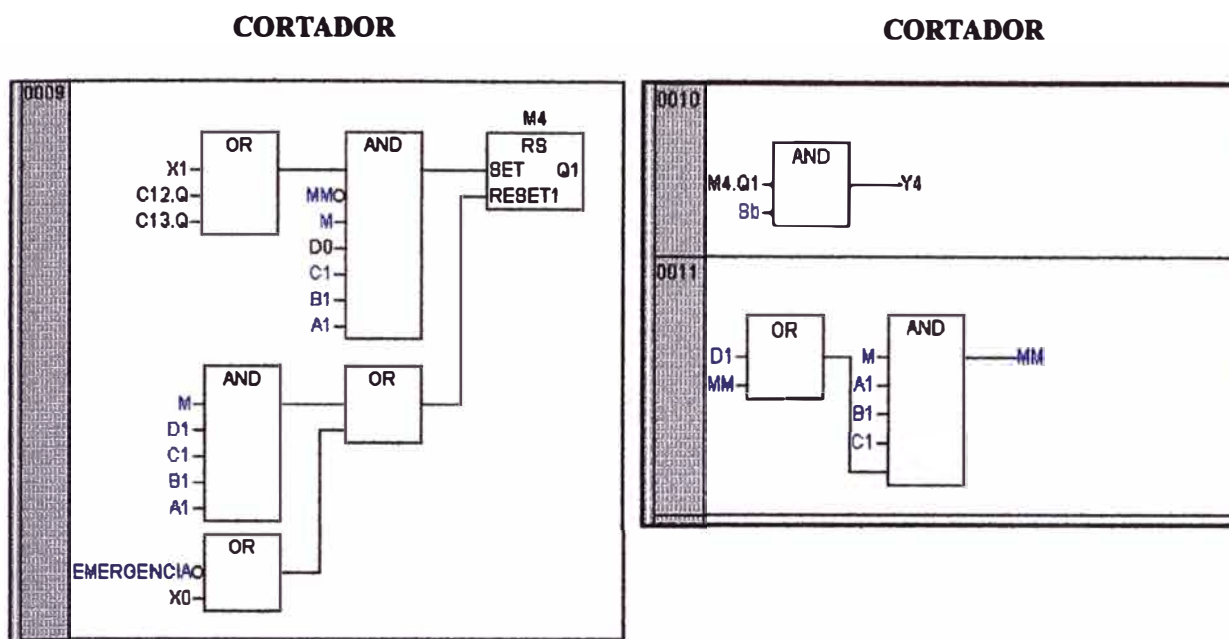 CORTADOR
0009
M4
OR
AND
RS
X1
SET Q1
C12.Q
MM
RESET1
C13.Q
M
D0
C1
B1
A1
AND
OR
M
D1
C1
B1
A1
OR
EMERGENCIA
X0
CORTADOR
0010
AND
M4.Q1
Y4
Bb
0011
OR
AND
D1
M
MM
MM
A1
B1
C1